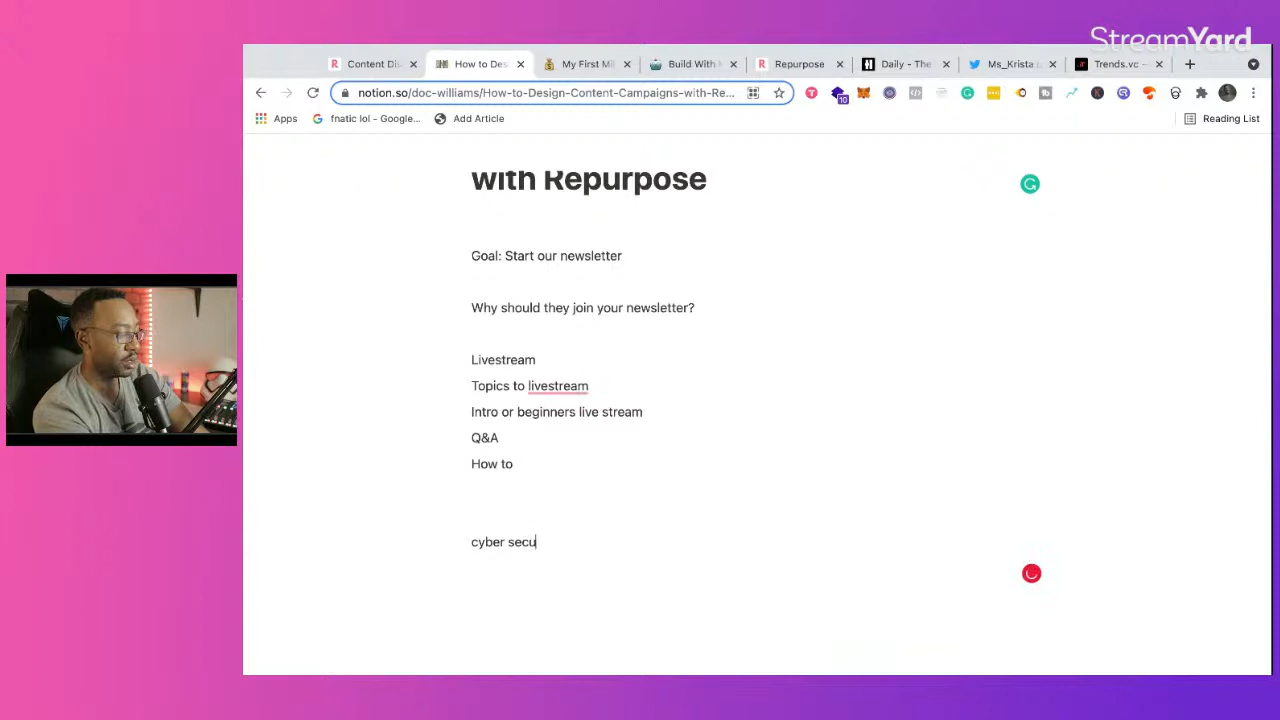 StreamYard
Content Dis
How to Des
My First Mil
Build With N
Repurpose
Daily - The
Ms_Krista
Trends.vc
notion.so/doc-williams/How-to-Design-Content-Campaigns-with-Re...
10
Apps
fnatic lol - Google...
Add Article
Reading List
with Repurpose
Goal: Start our newsletter
Why should they join your newsletter?
Livestream
Topics to livestream
Intro or beginners live stream
Q&A
How to
cyber secu